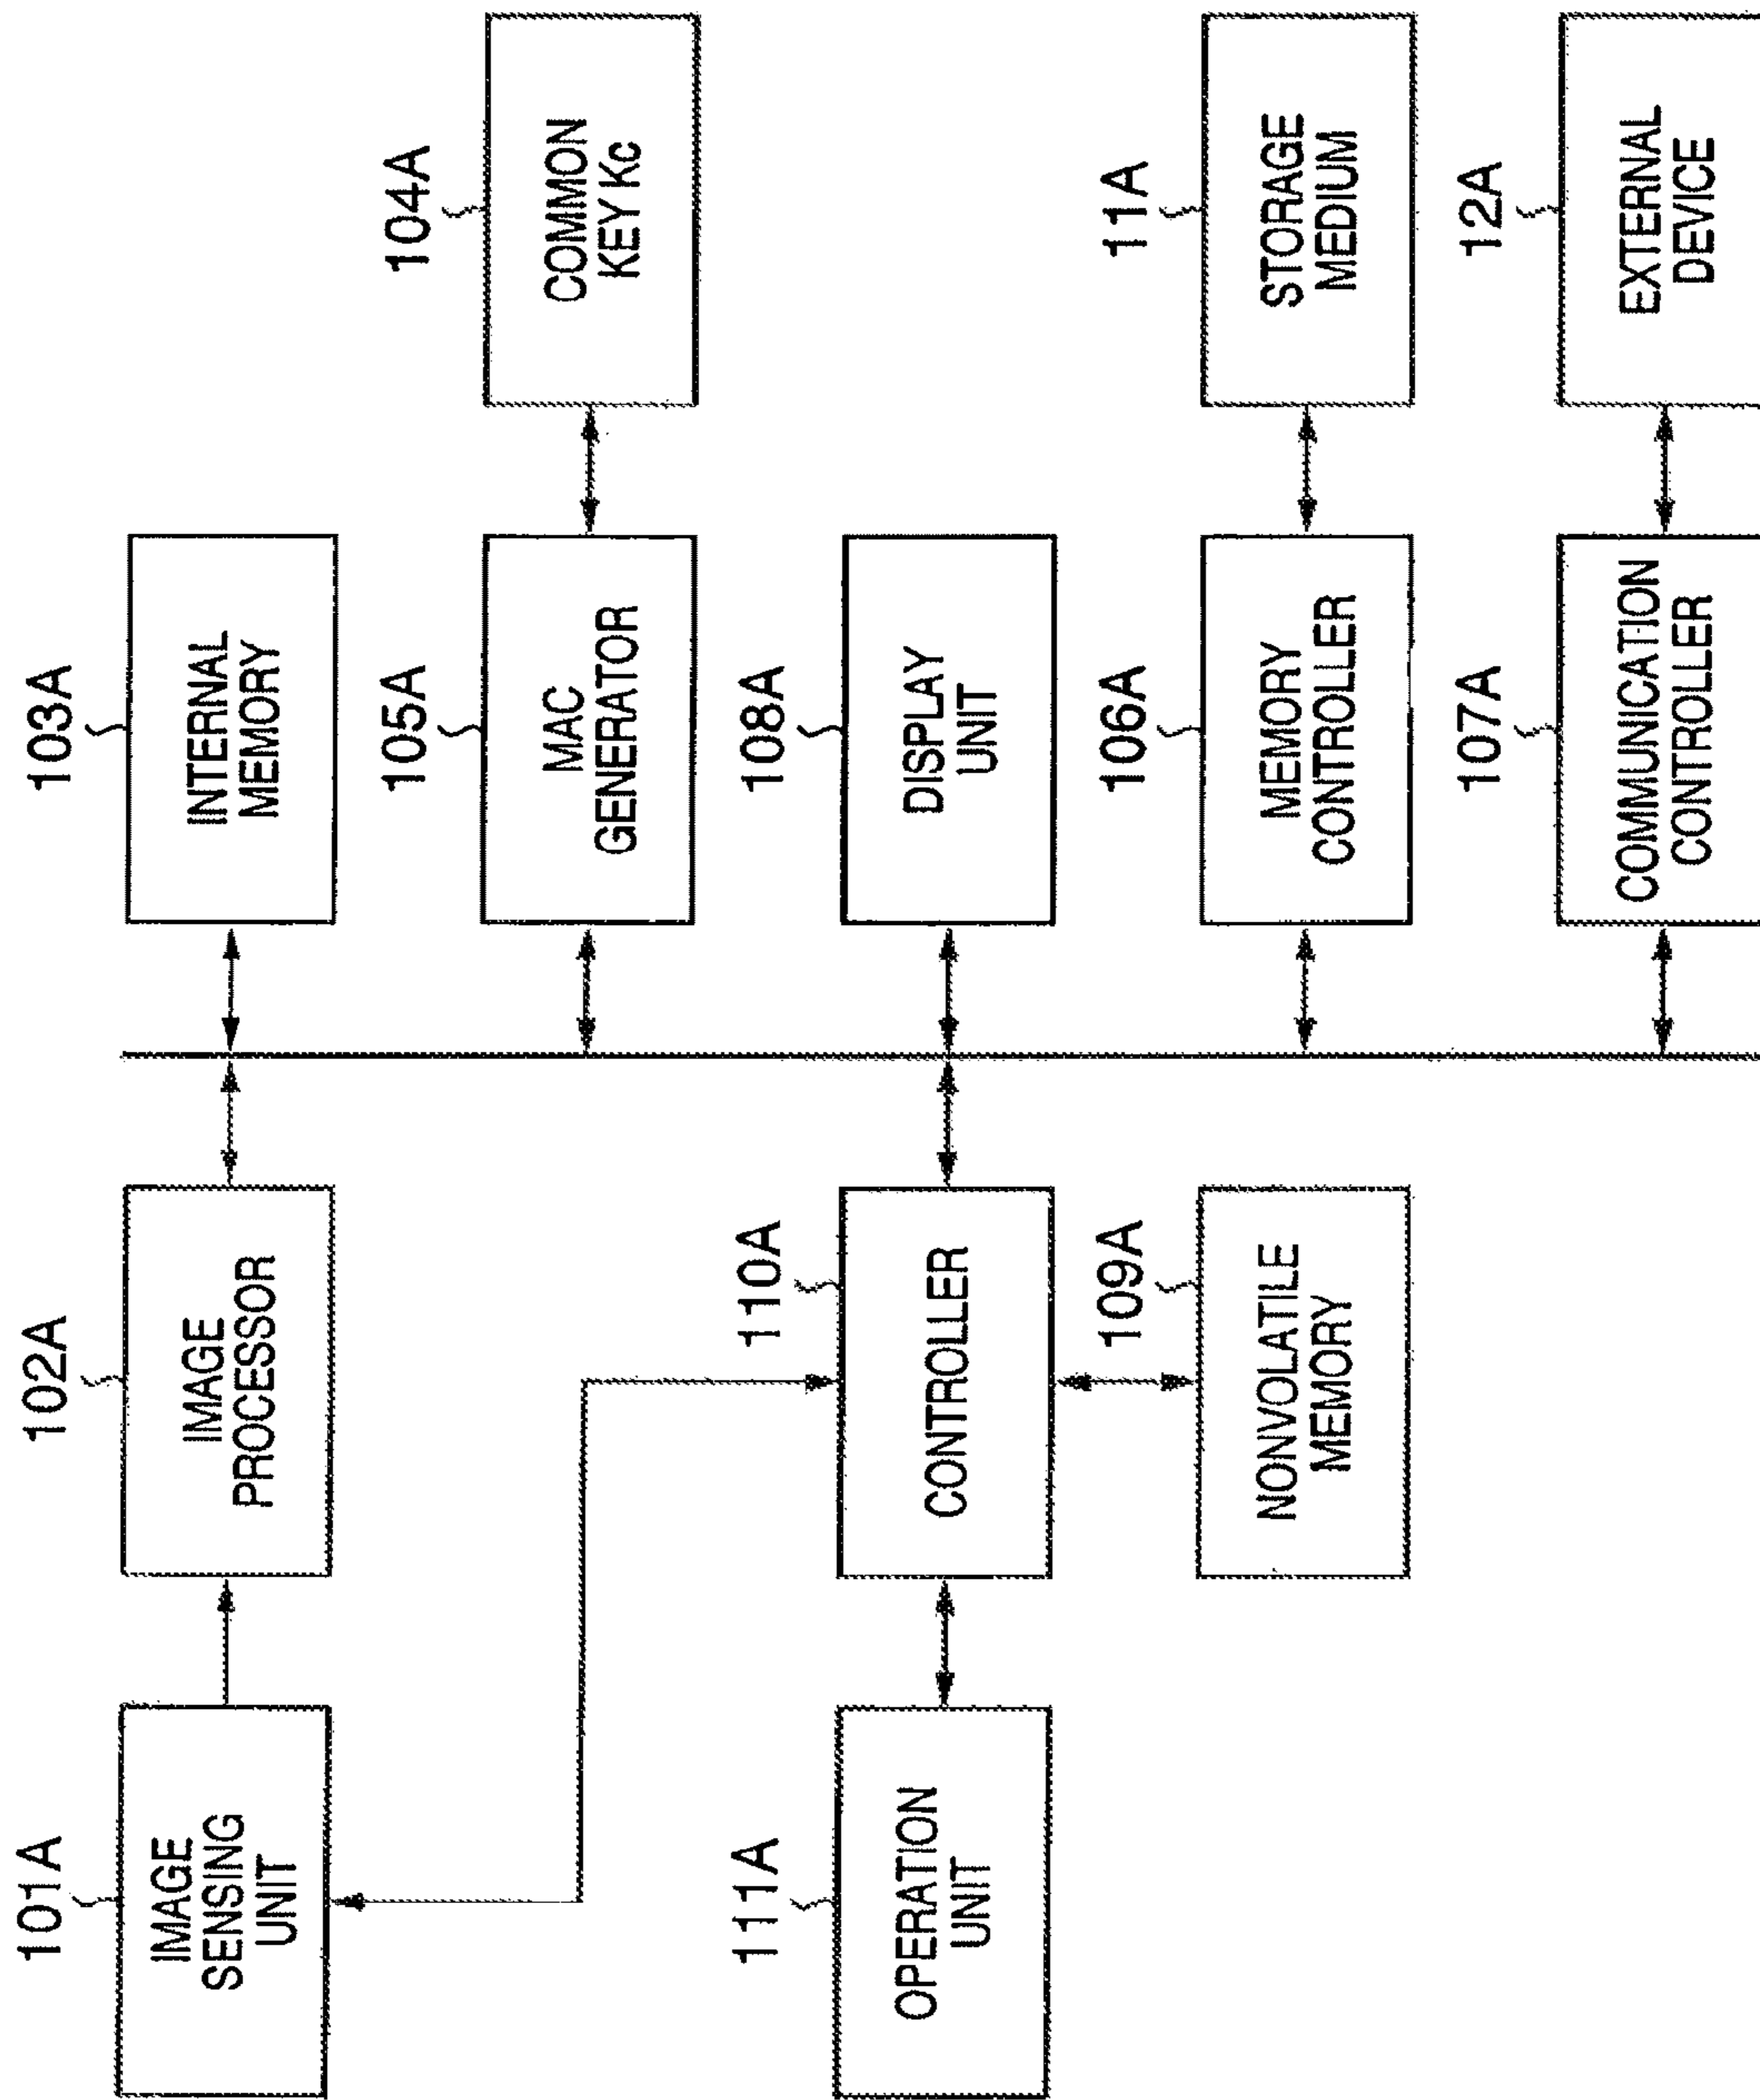 101A
IMAGE
SENSING
UNIT
102A
IMAGE
PROCESSOR
103A
INTERNAL
MEMORY
104A
COMMON
KEY Kc
105A
MAC
GENERATOR
111A
OPERATION
UNIT
110A
CONTROLLER
108A
DISPLAY
UNIT
109A
NONVOLATILE
MEMORY
106A
MEMORY
CONTROLLER
11A
STORAGE
MEDIUM
107A
COMMUNICATION
CONTROLLER
12A
EXTERNAL
DEVICE